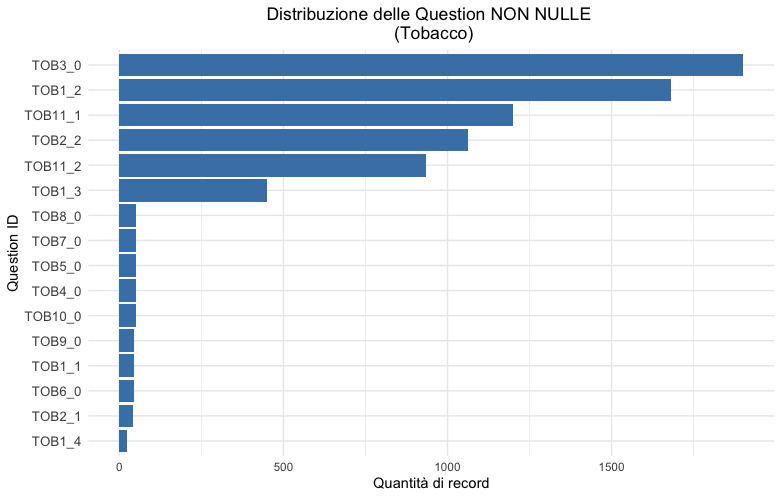 Distribuzione delle Question NON NULLE
(Tobacco)
Question ID
TOB3_0
TOB1_2
TOB11_1
TOB2_2
TOB11_2
TOB1_3
TOB8_0
TOB7_0
TOB5_0
TOB4_0
TOB10_0
TOB9_0
TOB1_1
TOB6_0
TOB2_1
TOB1_4
0 500 1000 1500
Quantità di record